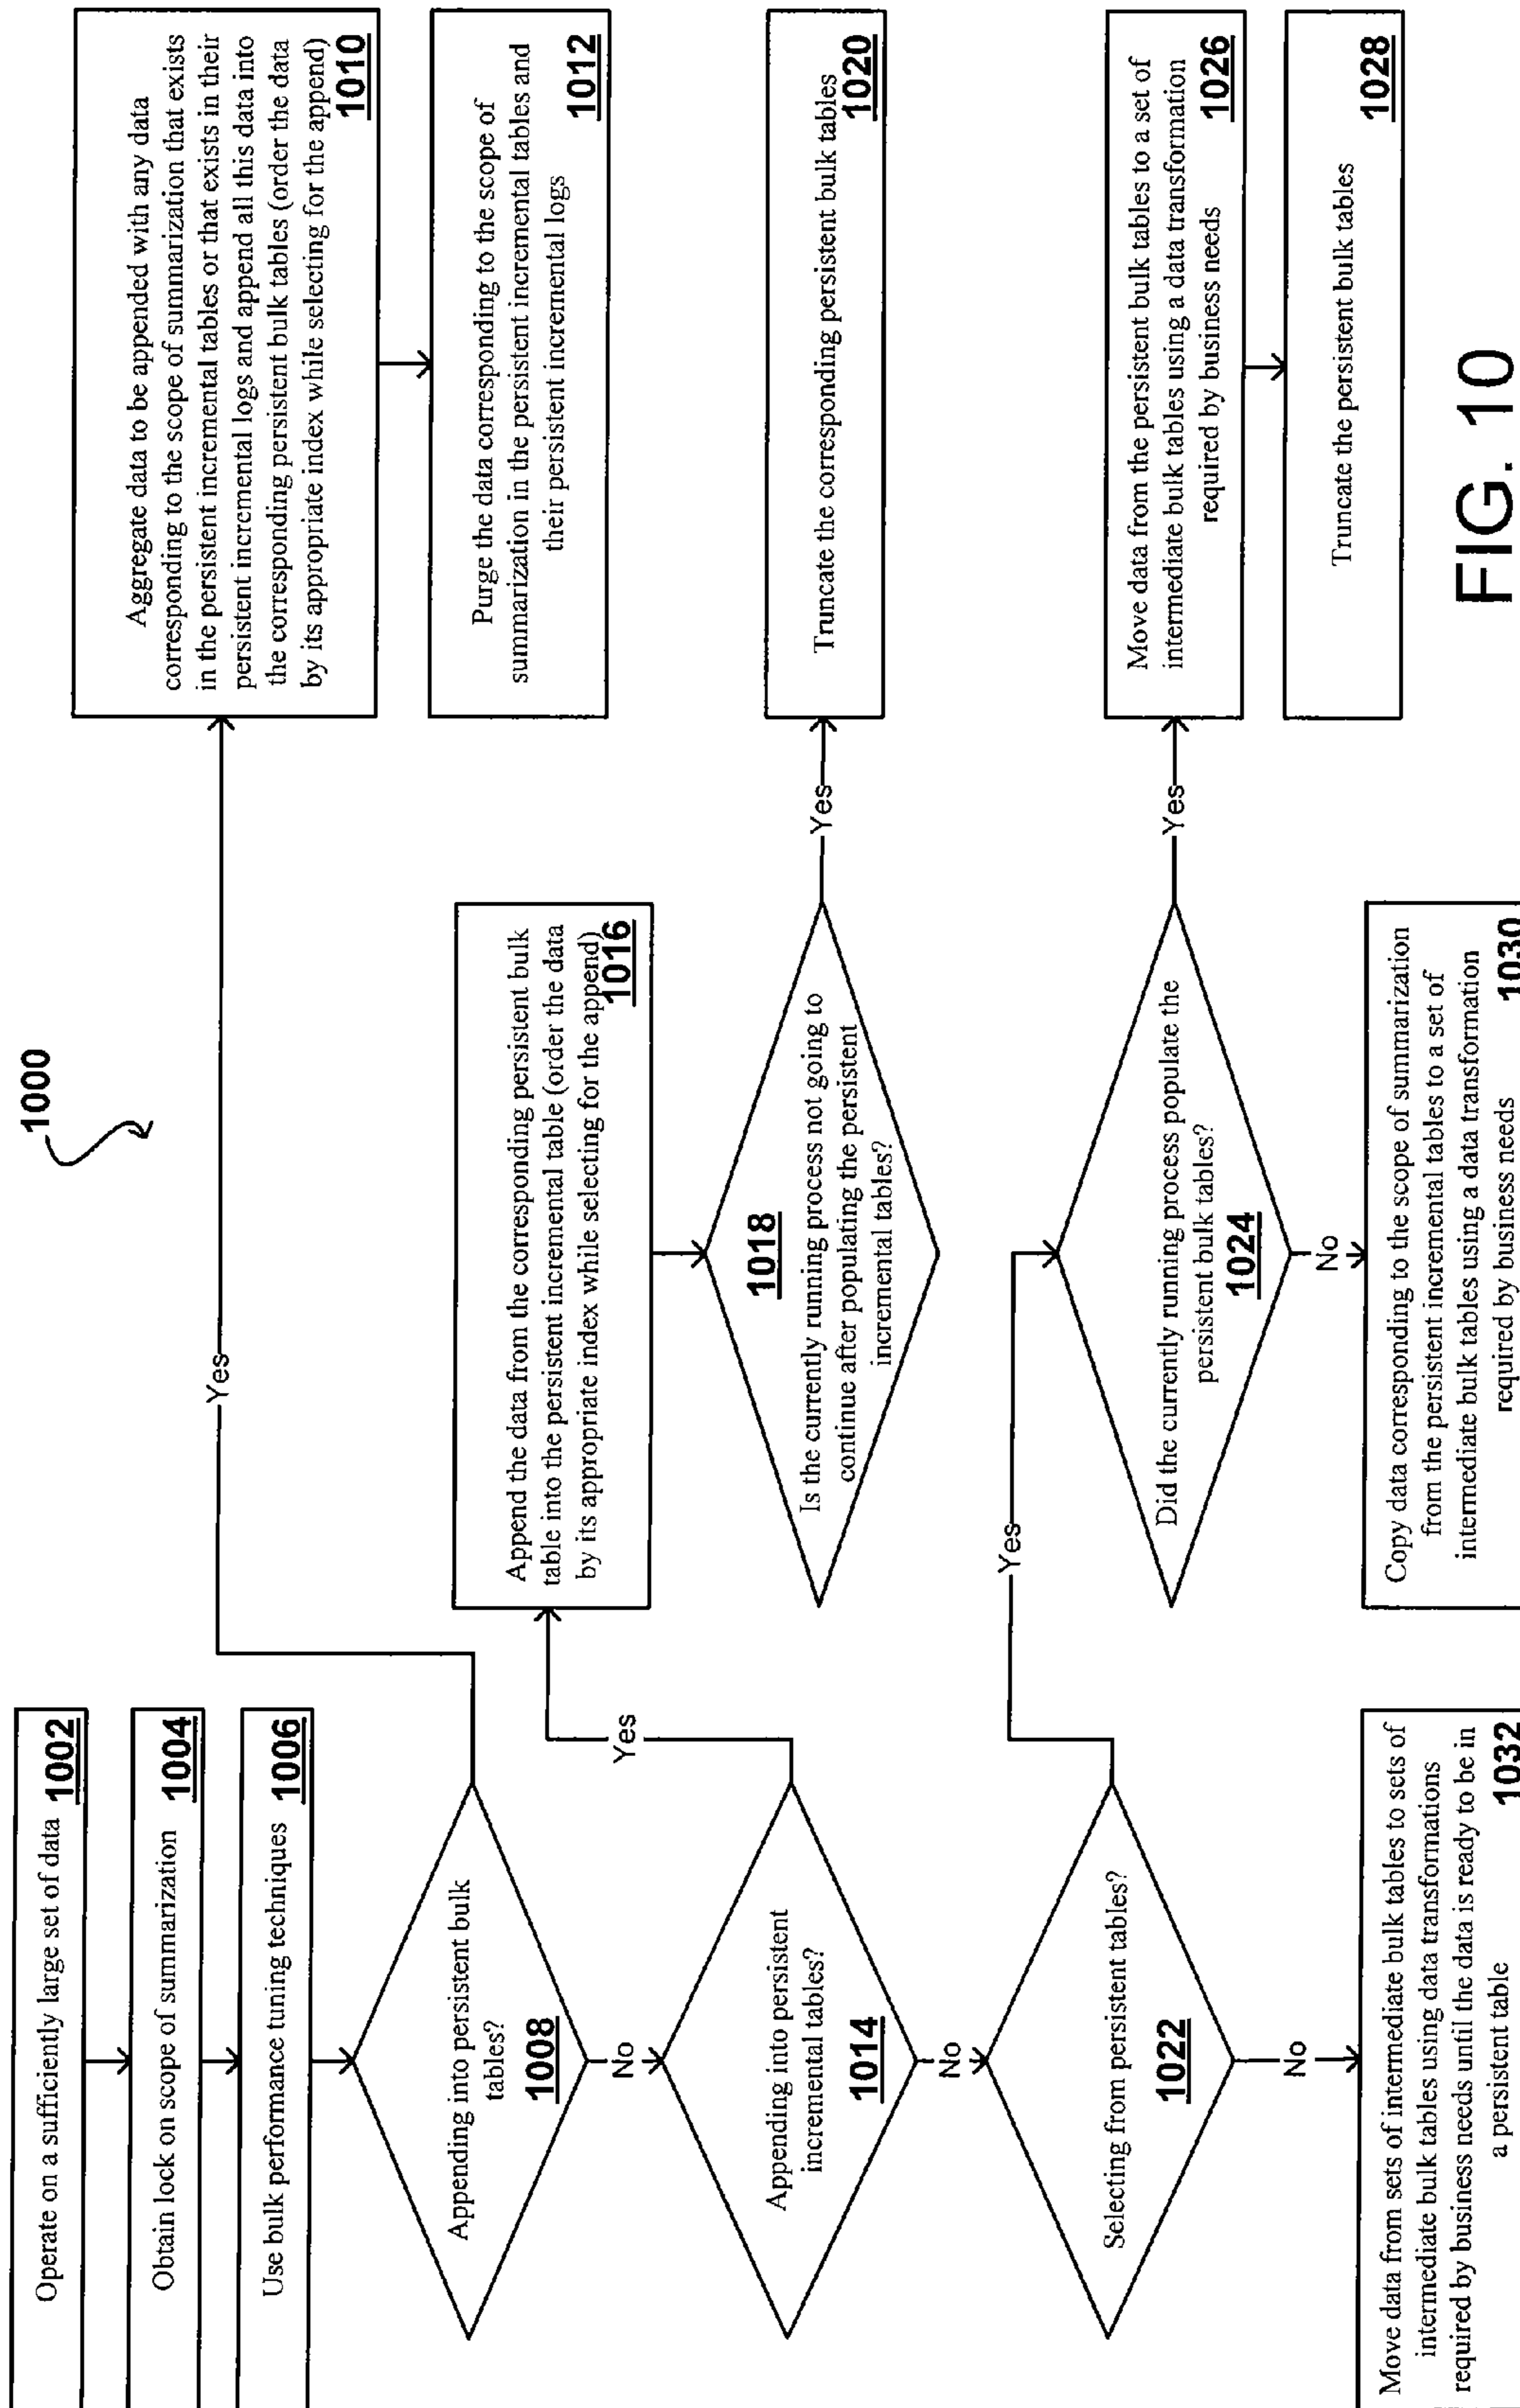 1000
Operate on a sufficiently large set of data
1002
Obtain lock on scope of summarization
1004
Use bulk performance tuning techniques
1006
Appending into persistent bulk
tables?
1008
Yes
Aggregate data to be appended with any data
corresponding to the scope of summarization that exists
in the persistent incremental tables or that exists in their
persistent incremental logs and append all this data into
the corresponding persistent bulk tables (order the data
by its appropriate index while selecting for the append)
1010
Purge the data corresponding to the scope of
summarization in the persistent incremental tables and
their persistent incremental logs
1012
No
Appending into persistent
incremental tables?
1014
Yes
Append the data from the corresponding persistent bulk
table into the persistent incremental table (order the data
by its appropriate index while selecting for the append)
1016
Is the currently running process not going to
continue after populating the persistent
incremental tables?
1018
Yes
Truncate the corresponding persistent bulk tables
1020
No
Selecting from persistent tables?
1022
Yes
Did the currently running process populate the
persistent bulk tables?
1024
Yes
Move data from the persistent bulk tables to a set of
intermediate bulk tables using a data transformation
required by business needs
1026
Truncate the persistent bulk tables
1028
No
Copy data corresponding to the scope of summarization
from the persistent incremental tables to a set of
intermediate bulk tables using a data transformation
required by business needs
1030
No
Move data from sets of intermediate bulk tables to sets of
intermediate bulk tables using data transformations
required by business needs until the data is ready to be in
a persistent table
1032
FIG. 10